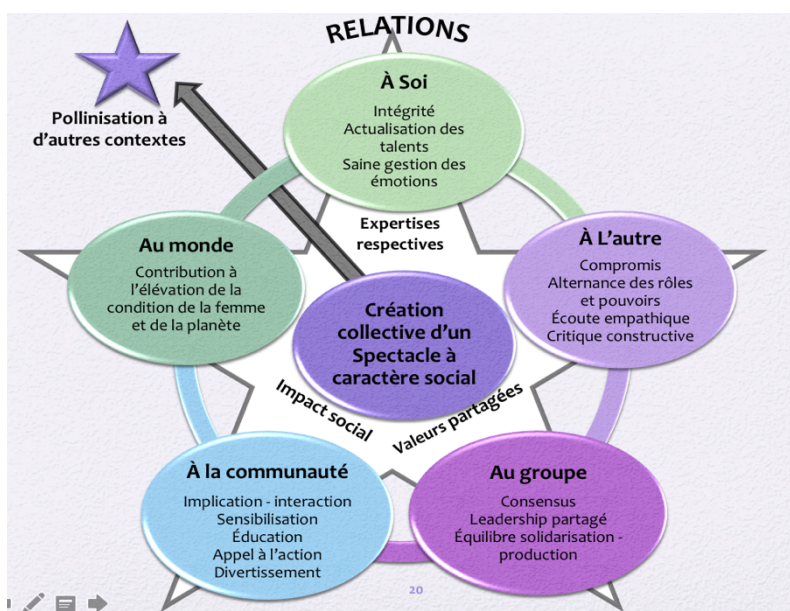 RELATIONS
Pollinisation à
d'autres contextes
À Soi
Intégrité
Actualisation des
talents
Saine gestion des
émotions
Expertises
respectives
Au monde
Contribution à
l'élévation de la
condition de la femme
et de la planète
À L'autre
Compromis
Alternance des rôles
et pouvoirs
Écoute empathique
Critique constructive
Création
collective d'un
Spectacle à
caractère social
Impact social
Valeurs partagées
À la communauté
Implication - interaction
Sensibilisation
Éducation
Appel à l'action
Divertissement
Au groupe
Consensus
Leadership partagé
Équilibre solidarisation -
production
20